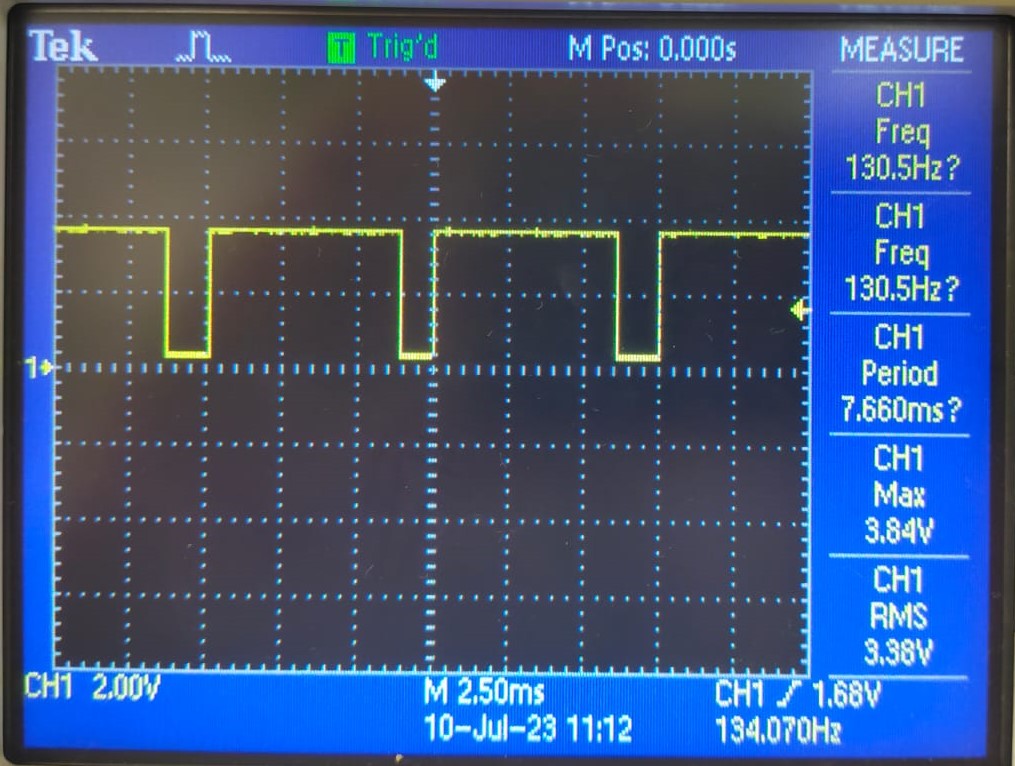 Tek T Trig'd M Pos: 0.000s MEASURE
CH1
Freq
130.5Hz?
CH1
Freq
130.5Hz?
CH1
Period
7.660ms?
CH1
Max
3.84V
CH1
RMS
3.38V
1
CH1 2.00V M 2.50ms CH1 1.68V
10-Jul-23 11:12 134.070Hz